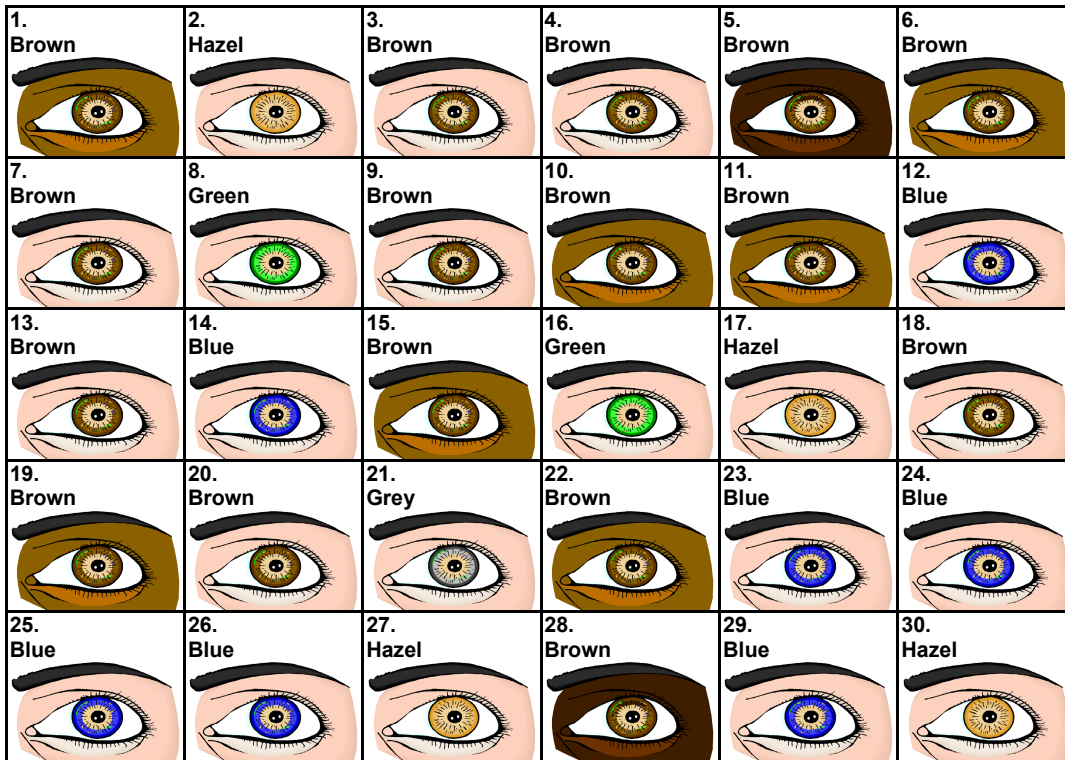 1.
Brown
2.
Hazel
3.
Brown
4.
Brown
5.
Brown
6.
Brown
7.
Brown
8.
Green
9.
Brown
10.
Brown
11.
Brown
12.
Blue
13.
Brown
14.
Blue
15.
Brown
16.
Green
17.
Hazel
18.
Brown
19.
Brown
20.
Brown
21.
Grey
22.
Brown
23.
Blue
24.
Blue
25.
Blue
26.
Blue
27.
Hazel
28.
Brown
29.
Blue
30.
Hazel